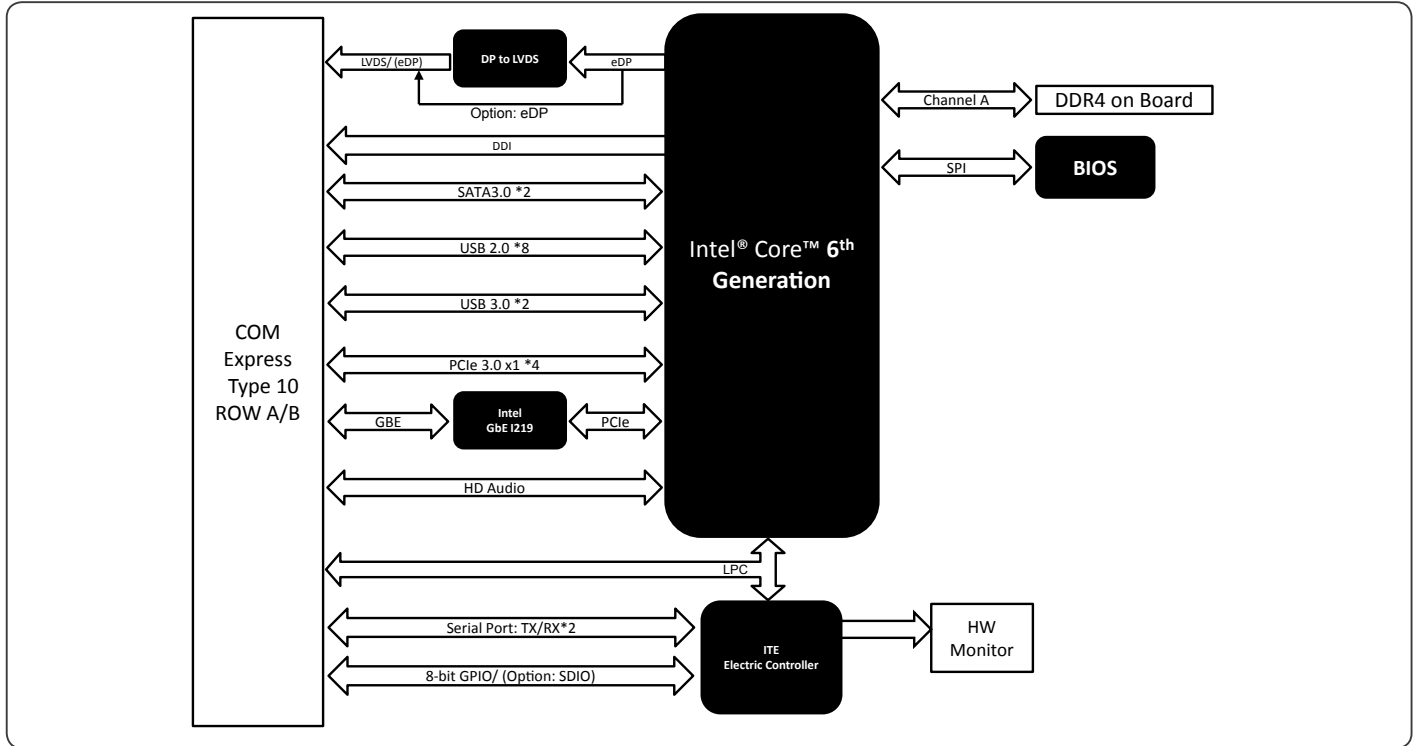 COM
Express
Type 10
ROW A/B
LVDS/ (eDP)
DP to LVDS
eDP
Option: eDP
DDI
SATA3.0 *2
USB 2.0 *8
USB 3.0 *2
PCIe 3.0 x1 *4
GBE
Intel
GbE I219
PCIe
HD Audio
LPC
Serial Port: TX/RX*2
8-bit GPIO/ (Option: SDIO)
Intel® Core™ 6th
Generation
Channel A
DDR4 on Board
SPI
BIOS
ITE
Electric Controller
HW
Monitor